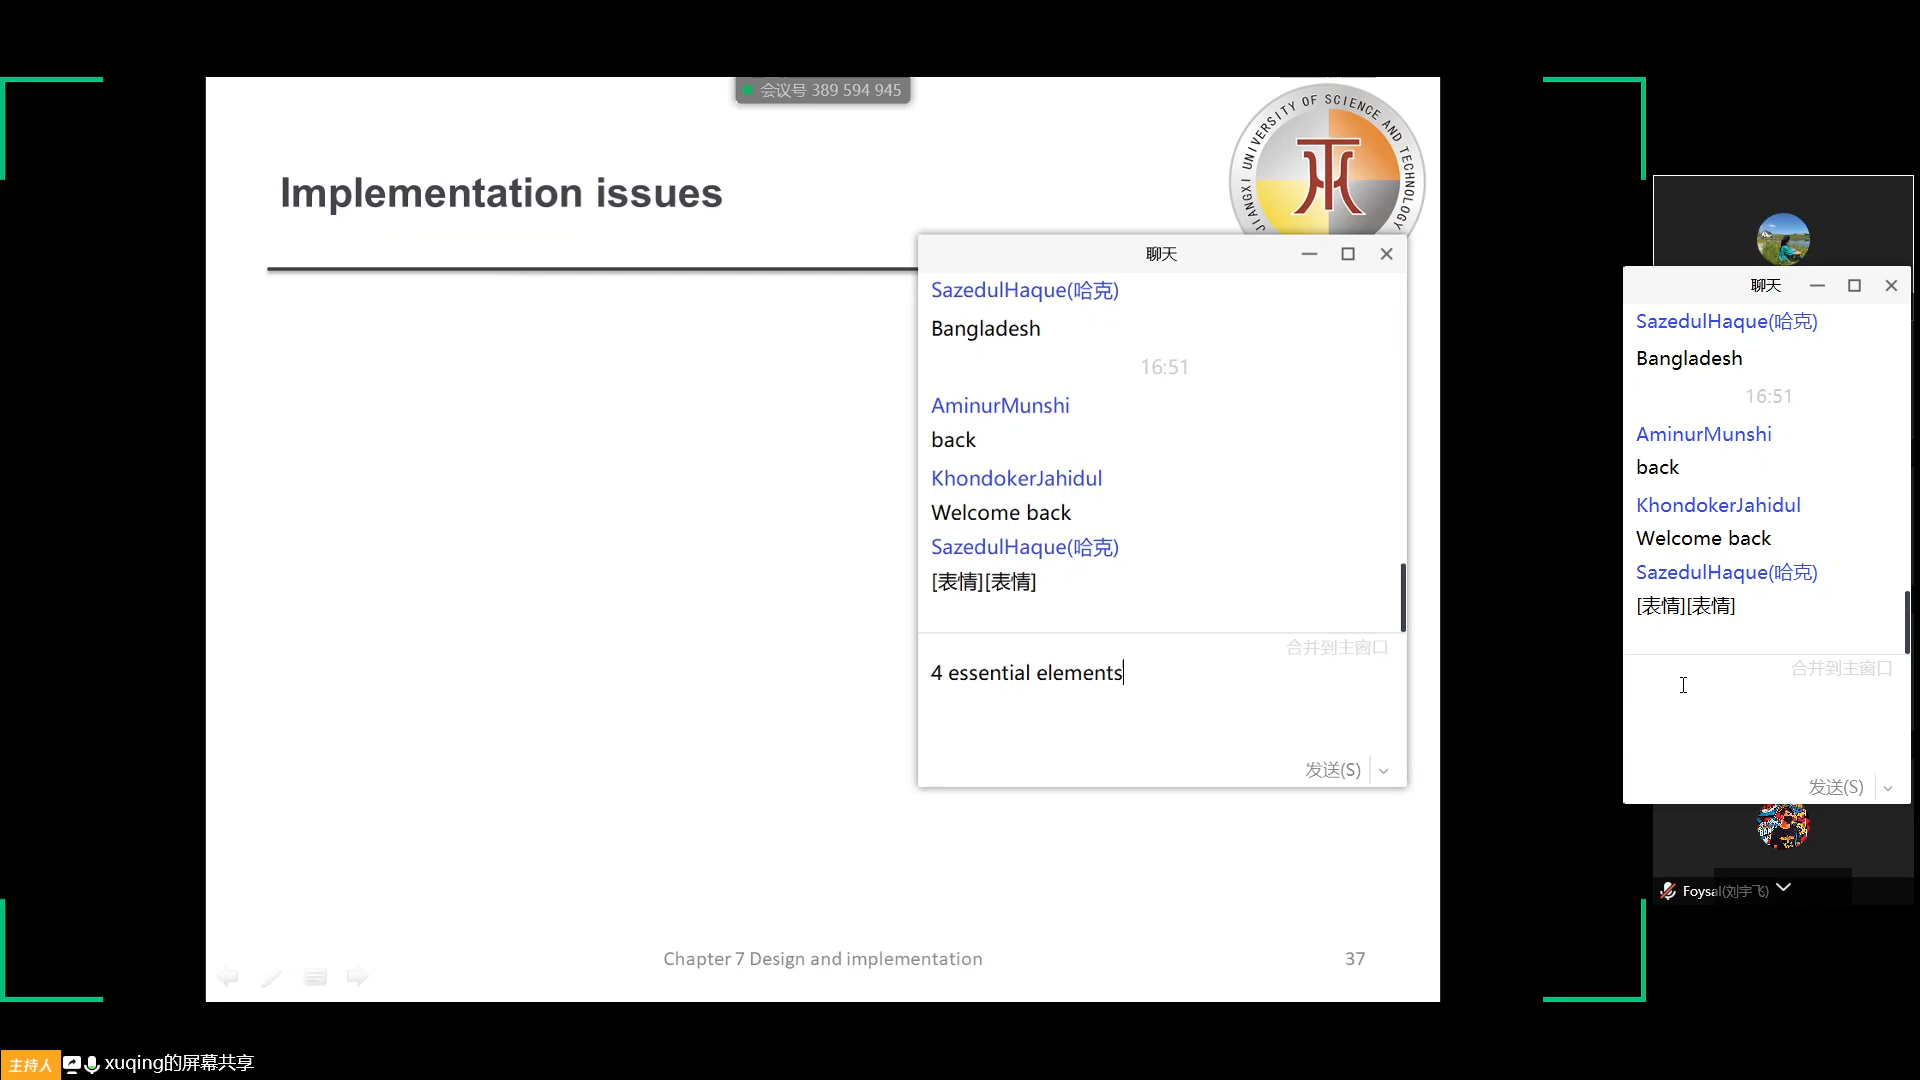 会议号 389 594 945
JIANGXI UNIVERSITY OF SCIENCE AND TECHNOLOGY
Implementation issues
聊天
SazedulHaque(哈克)
Bangladesh
16:51
AminurMunshi
back
KhondokerJahidul
Welcome back
SazedulHaque(哈克)
[表情][表情]
合并到主窗口
4 essential elements
发送(S)
聊天
SazedulHaque(哈克)
Bangladesh
16:51
AminurMunshi
back
KhondokerJahidul
Welcome back
SazedulHaque(哈克)
[表情][表情]
合并到主窗口
发送(S)
Foysal(刘宇飞)
Chapter 7 Design and implementation
37
主持人 xuqing的屏幕共享